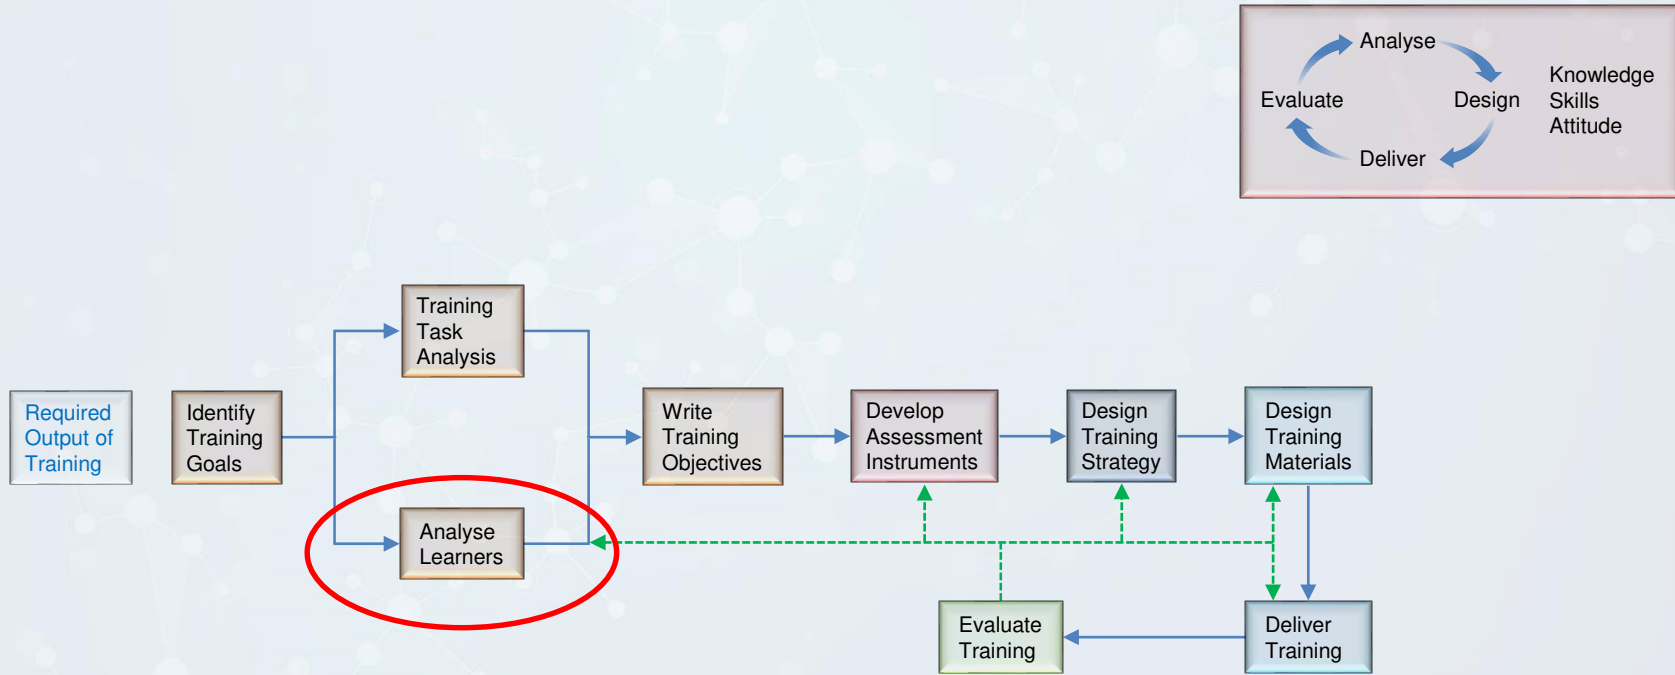 Analyse
Evaluate
Design
Deliver
Knowledge
Skills
Attitude
Required
Output of
Training
Identify
Training
Goals
Training
Task
Analysis
Analyse
Learners
Write
Training
Objectives
Develop
Assessment
Instruments
Design
Training
Strategy
Design
Training
Materials
Evaluate
Training
Deliver
Training